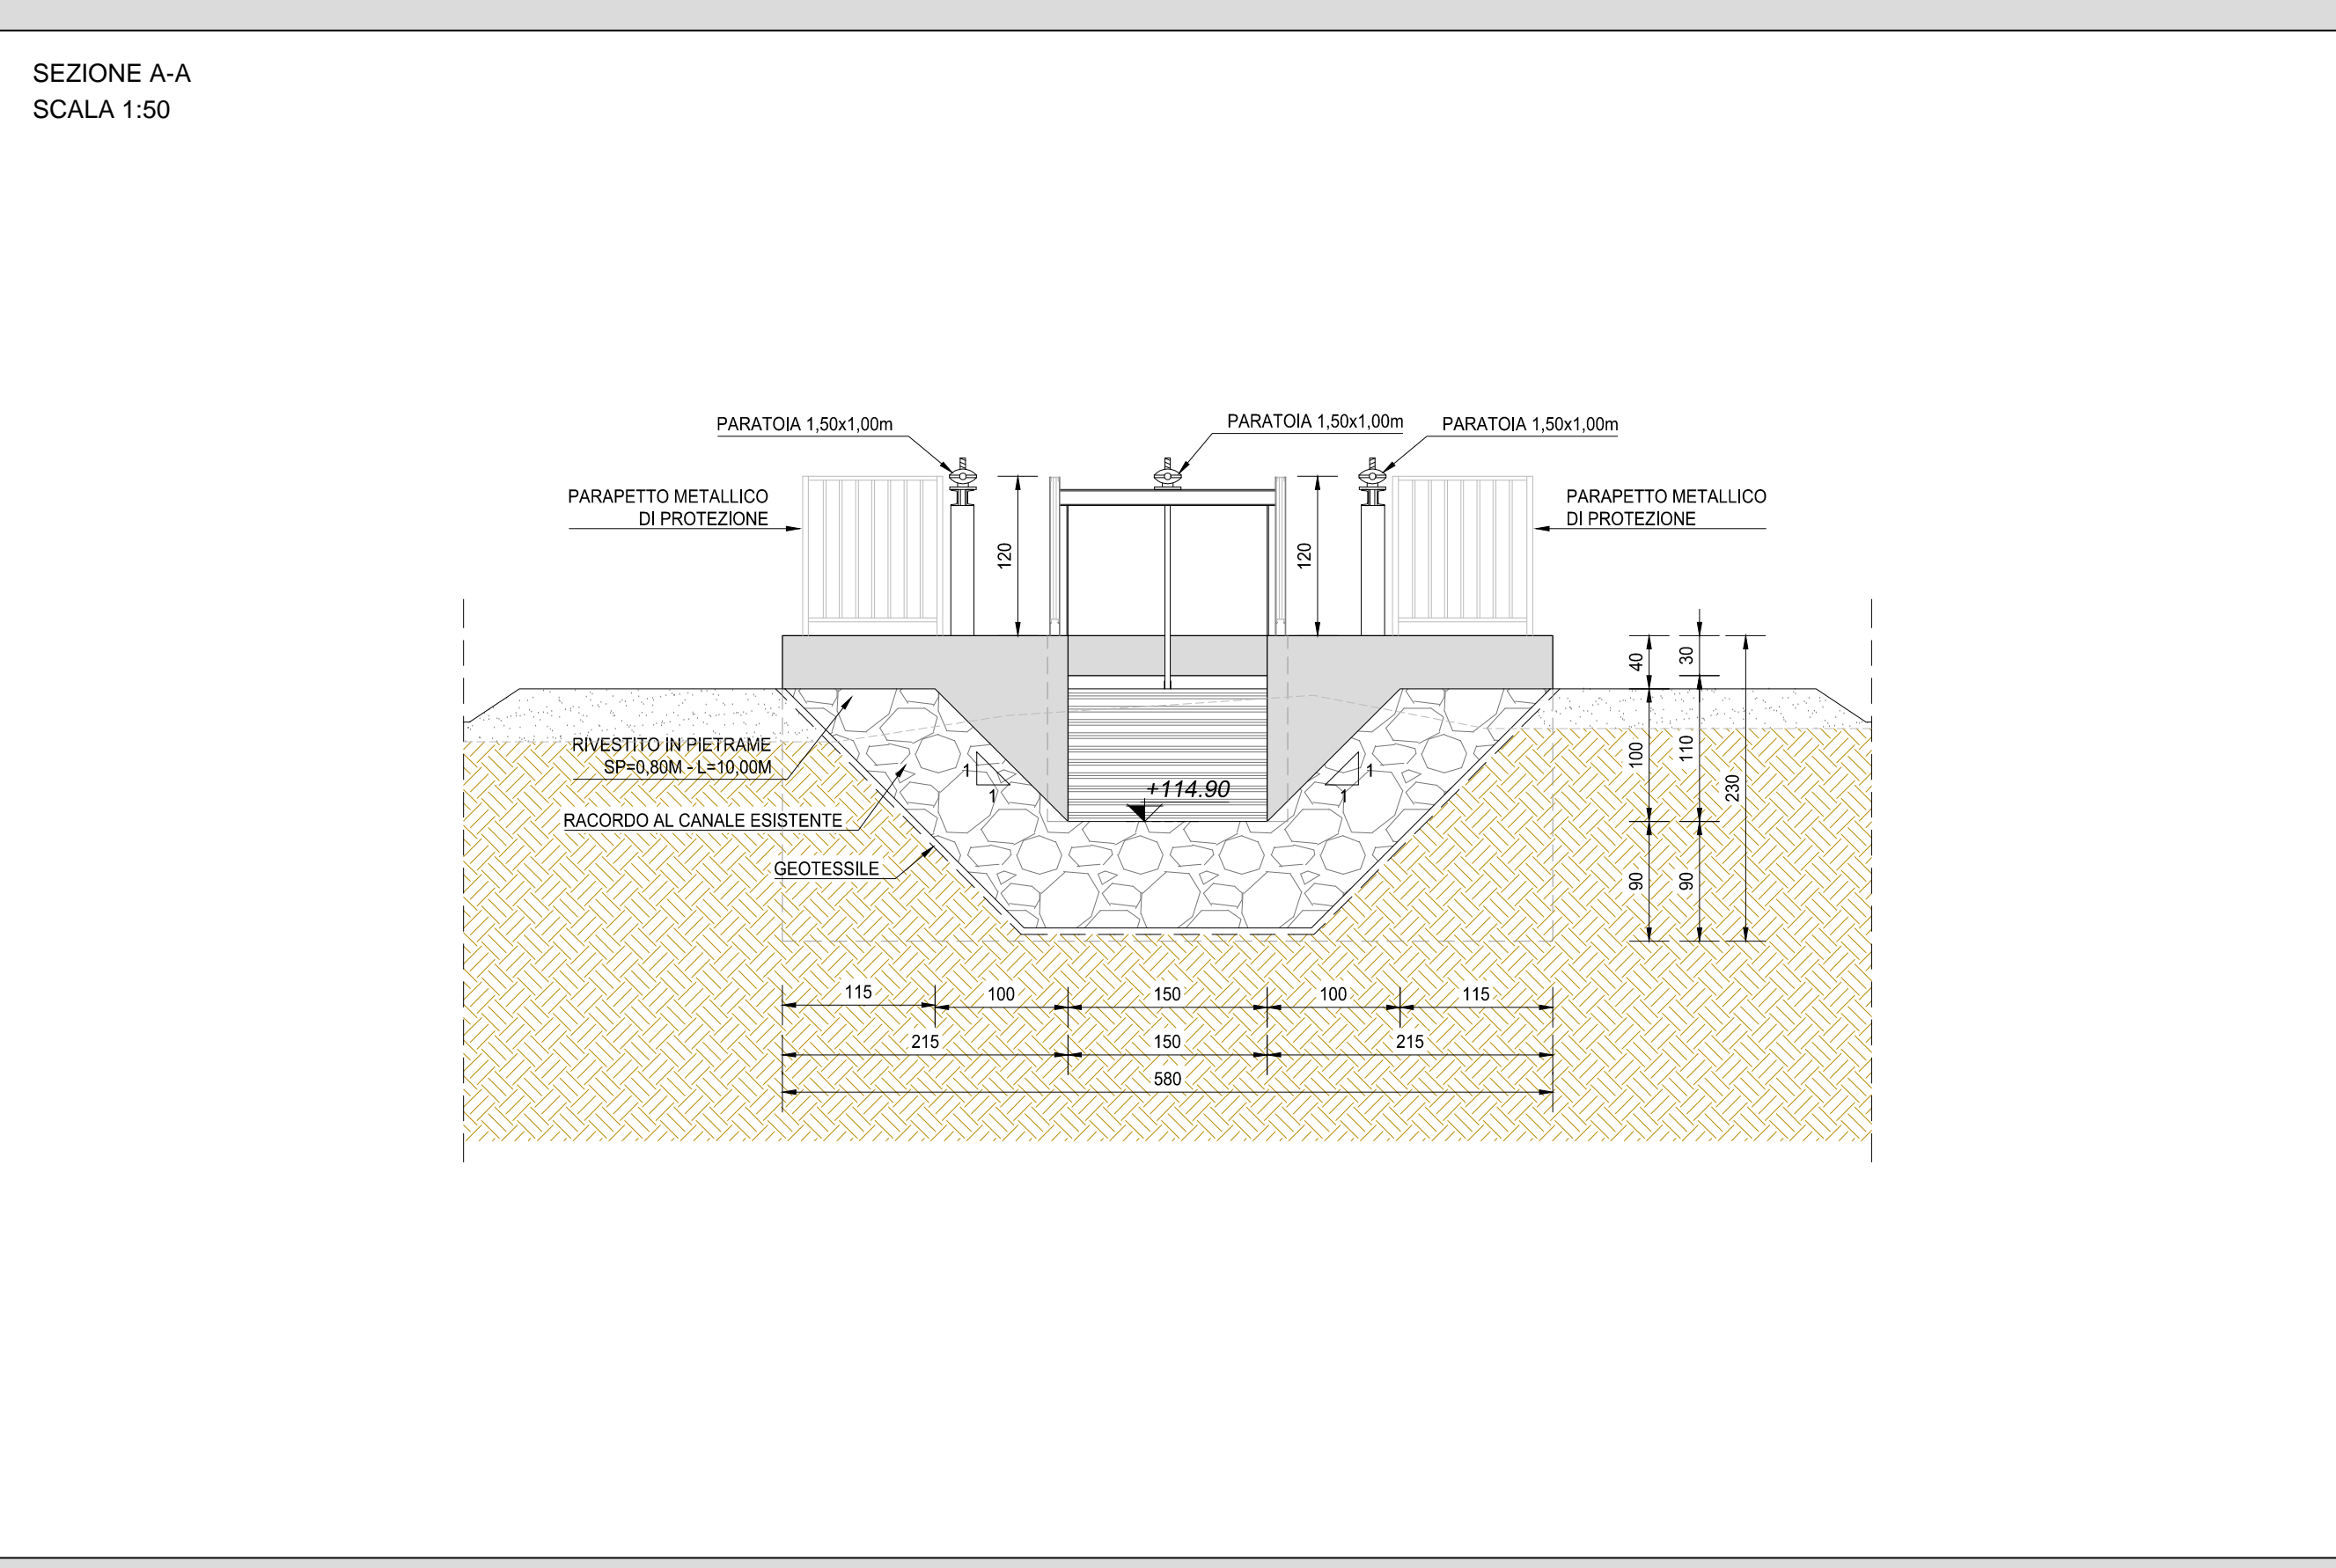 SEZIONE A-A
SCALA 1:50
PARATOIA 1,50x1,00m
PARATOIA 1,50x1,00m
PARATOIA 1,50x1,00m
PARAPETTO METALLICO
DI PROTEZIONE
PARAPETTO METALLICO
DI PROTEZIONE
120
120
40
30
RIVESTITO IN PIETRAME
SP=0,80M - L=10,00M
1
1
1
1
+114.90
100
110
230
RACORDO AL CANALE ESISTENTE
GEOTESSILE
90
90
115
100
150
100
115
215
150
215
580